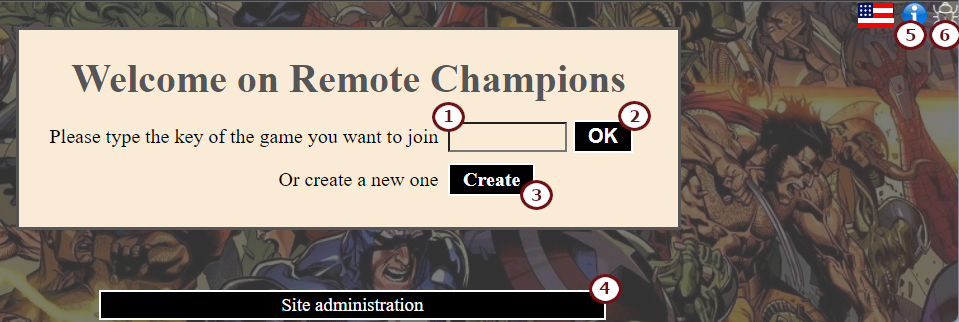 5 6
Welcome on Remote Champions
1 2
Please type the key of the game you want to join OK
Or create a new one Create
3
4
Site administration